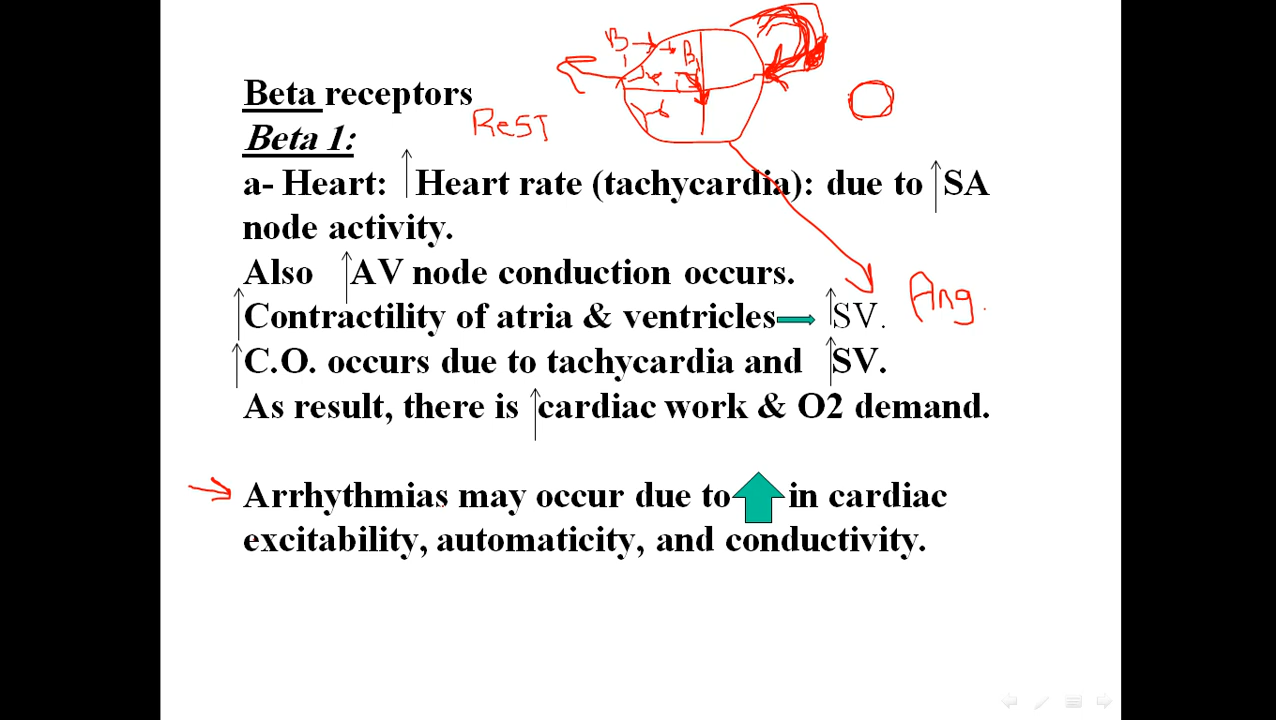 B
B
Beta receptors
ReST
Beta 1:
a- Heart: ↑Heart rate (tachycardia): due to ↑SA
node activity.
Also ↑AV node conduction occurs.
↑Contractility of atria & ventricles→ ↑SV.
Ang.
↑C.O. occurs due to tachycardia and ↑SV.
As result, there is ↑cardiac work & O2 demand.
→ Arrhythmias may occur due to ↑ in cardiac
excitability, automaticity, and conductivity.